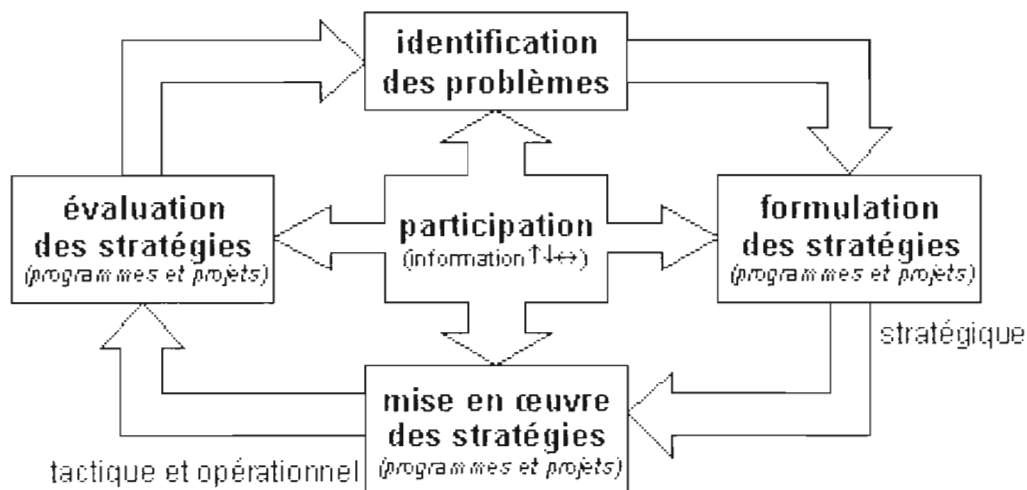 identification
des problèmes
évaluation
des stratégies
(programmes et projets)
participation
(information↑↓↔)
formulation
des stratégies
(programmes et projets)
stratégique
mise en œuvre
des stratégies
(programmes et projets)
tactique et opérationnel